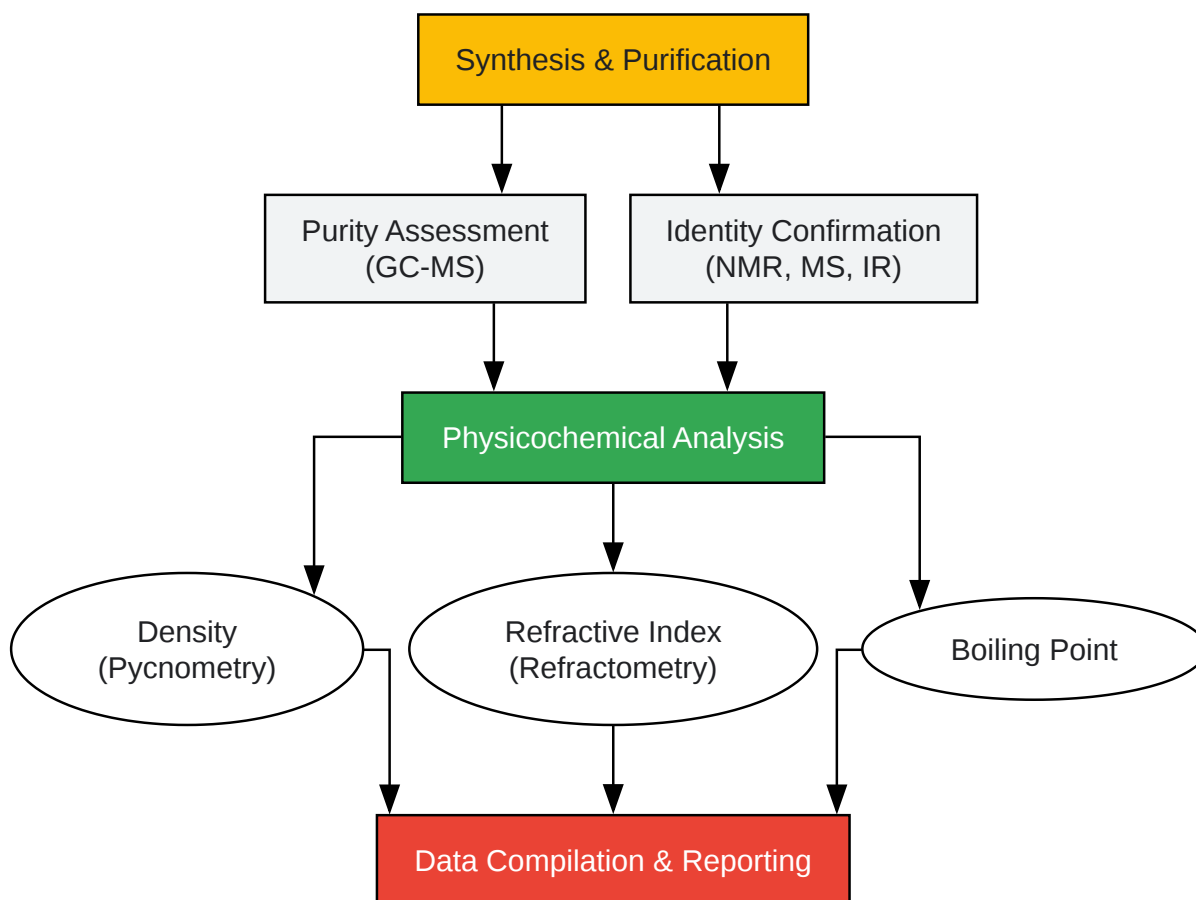 Synthesis & Purification
Purity Assessment
(GC-MS)
Identity Confirmation
(NMR, MS, IR)
Physicochemical Analysis
Density
(Pycnometry)
Refractive Index
(Refractometry)
Boiling Point
Data Compilation & Reporting